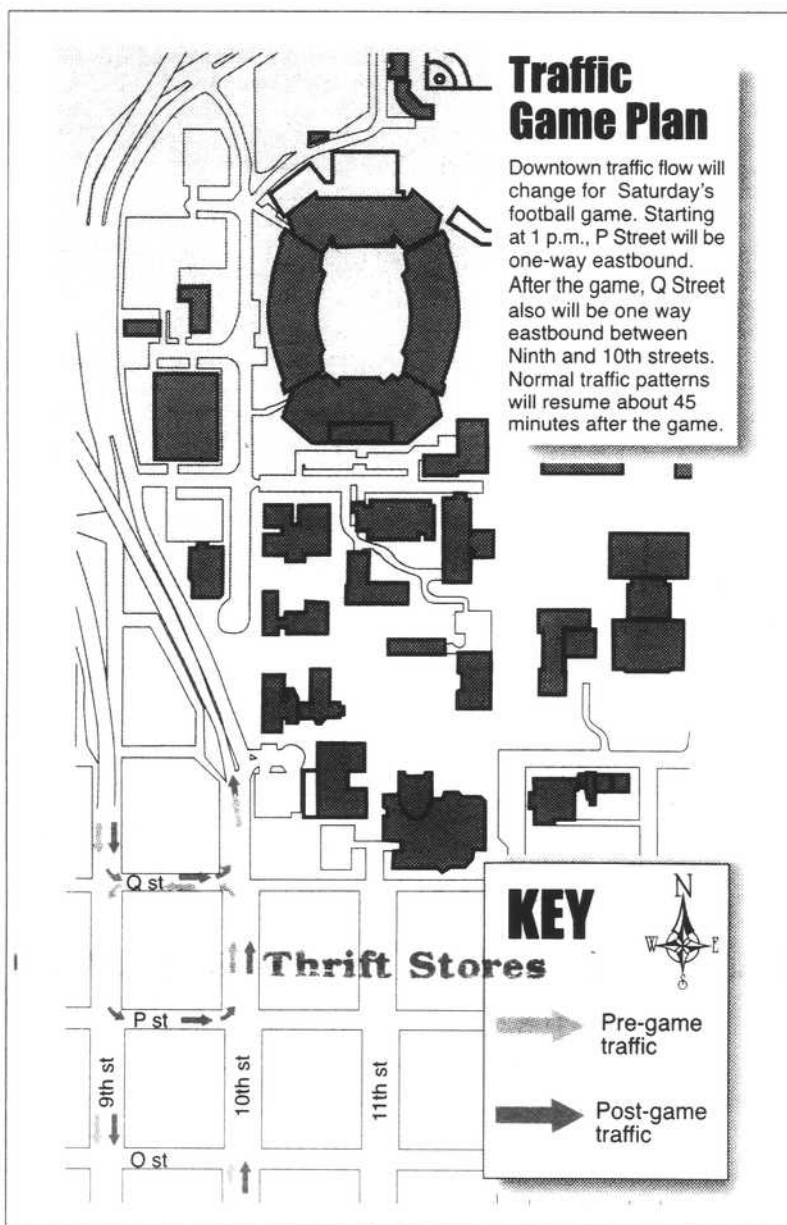 Traffic
Game Plan
Downtown traffic flow will
change for Saturday's
football game. Starting
at 1 p.m., P Street will be
one-way eastbound.
After the game, Q Street
also will be one way
eastbound between
Ninth and 10th streets.
Normal traffic patterns
will resume about 45
minutes after the game.
Q st
Thrift Stores
P st
9th st
10th st
11th st
O st
KEY
N
W
E
S
Pre-game
traffic
Post-game
traffic